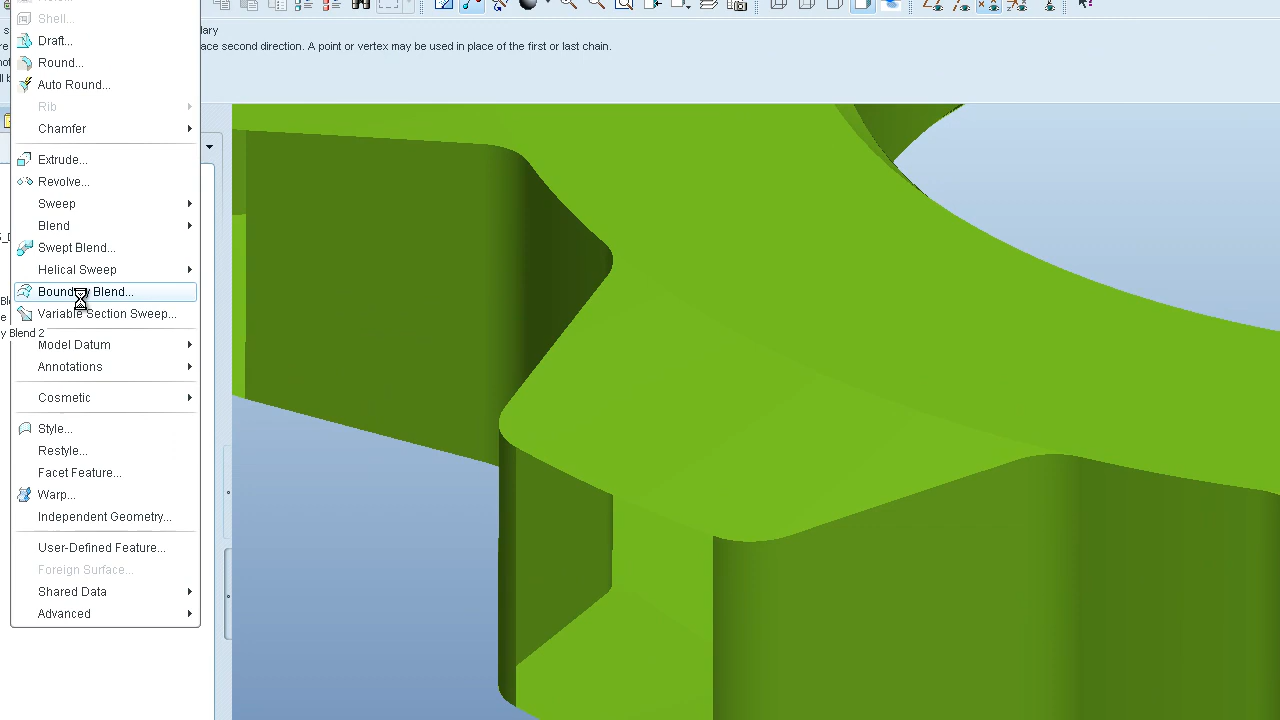 Shell...
lary
Draft...
ace second direction. A point or vertex may be used in place of the first or last chain.
Round...
Auto Round...
Rib
Chamfer
Extrude...
Revolve...
Sweep
Blend
Swept Blend...
Helical Sweep
Boundary Blend...
Variable Section Sweep...
y Blend 2
Model Datum
Annotations
Cosmetic
Style...
Restyle...
Facet Feature...
Warp...
Independent Geometry...
User-Defined Feature...
Foreign Surface...
Shared Data
Advanced